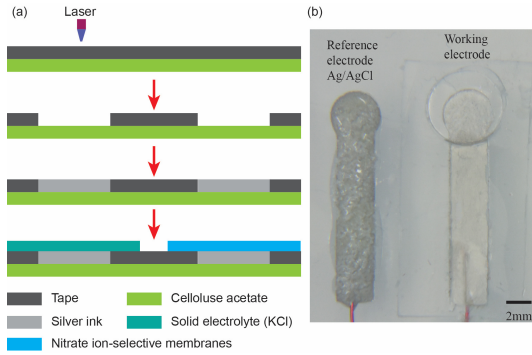 (a)
Laser
Tape
Celloluse acetate
Silver ink
Solid electrolyte (KCl)
Nitrate ion-selective membranes
(b)
Reference
electrode
Ag/AgCl
Working
electrode
2mm